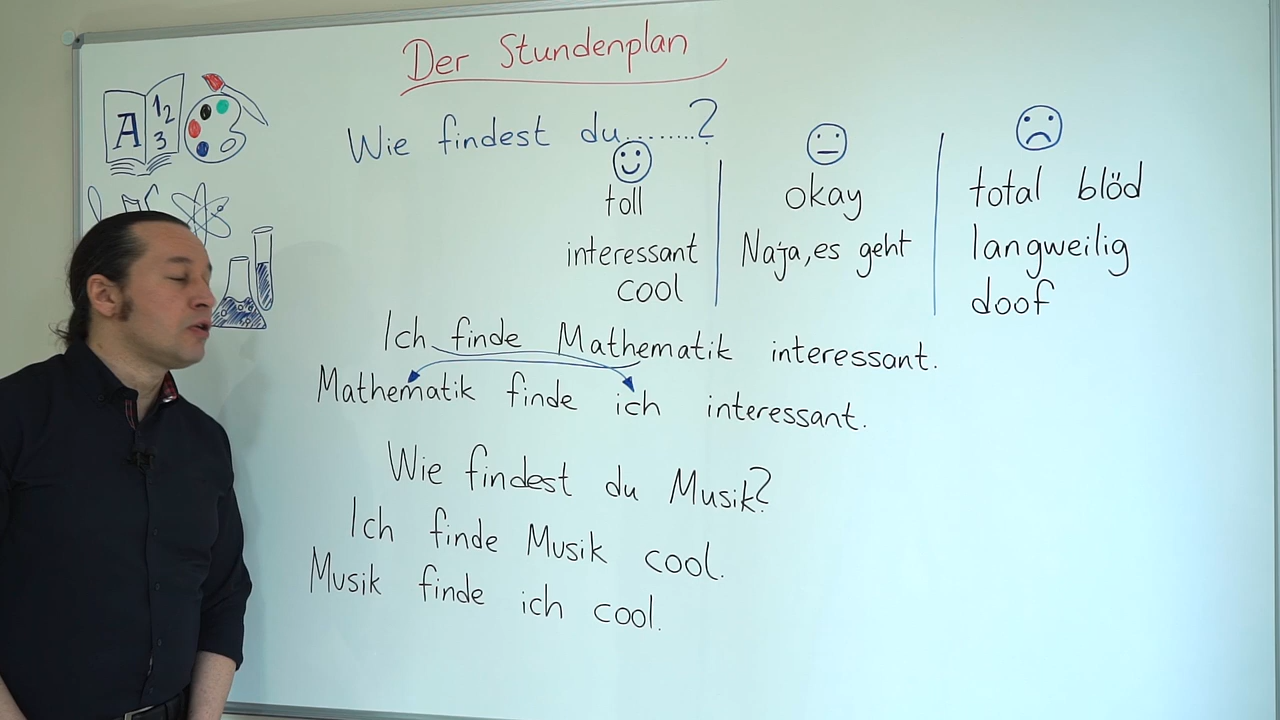 Der Stundenplan
A 1 2 3
Wie findest du........?
toll
interessant
cool
okay
Naja, es geht
total blöd
langweilig
doof
Ich finde Mathematik interessant.
Mathematik finde ich interessant.
Wie findest du Musik?
Ich finde Musik cool.
Musik finde ich cool.